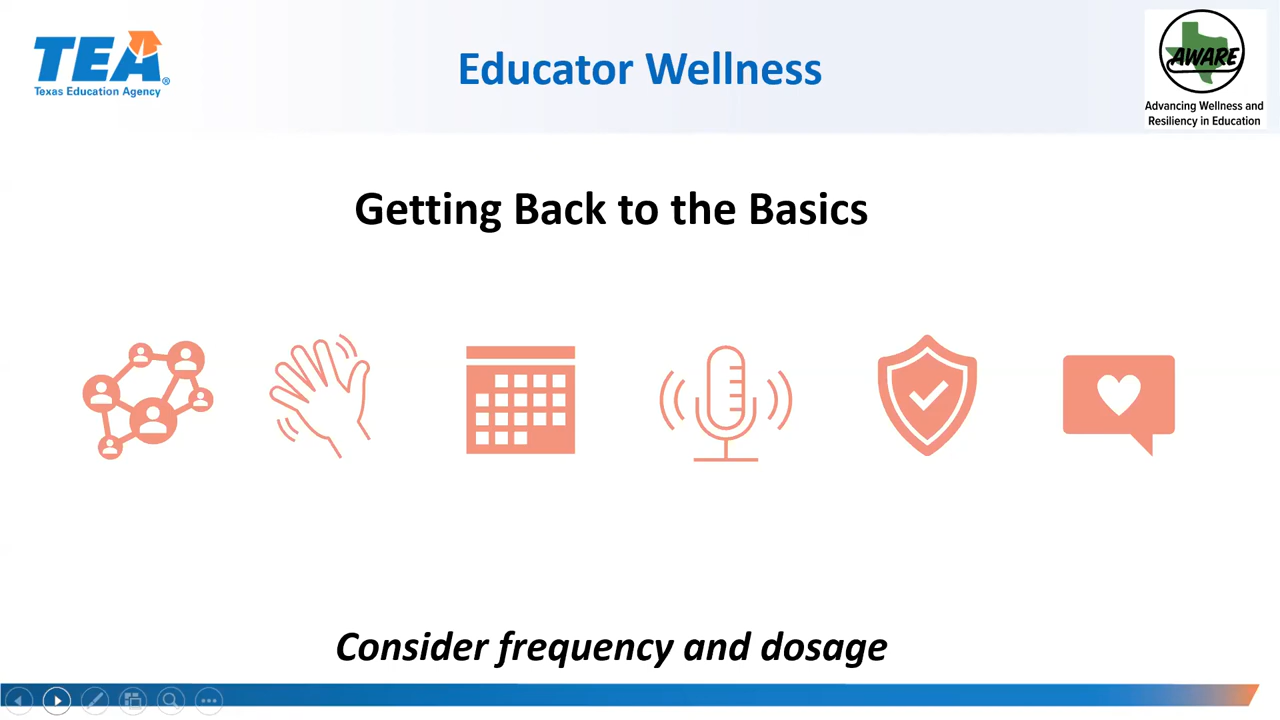 TEA
Texas Education Agency
Educator Wellness
AWARE
Advancing Wellness and
Resiliency in Education
Getting Back to the Basics
Consider frequency and dosage